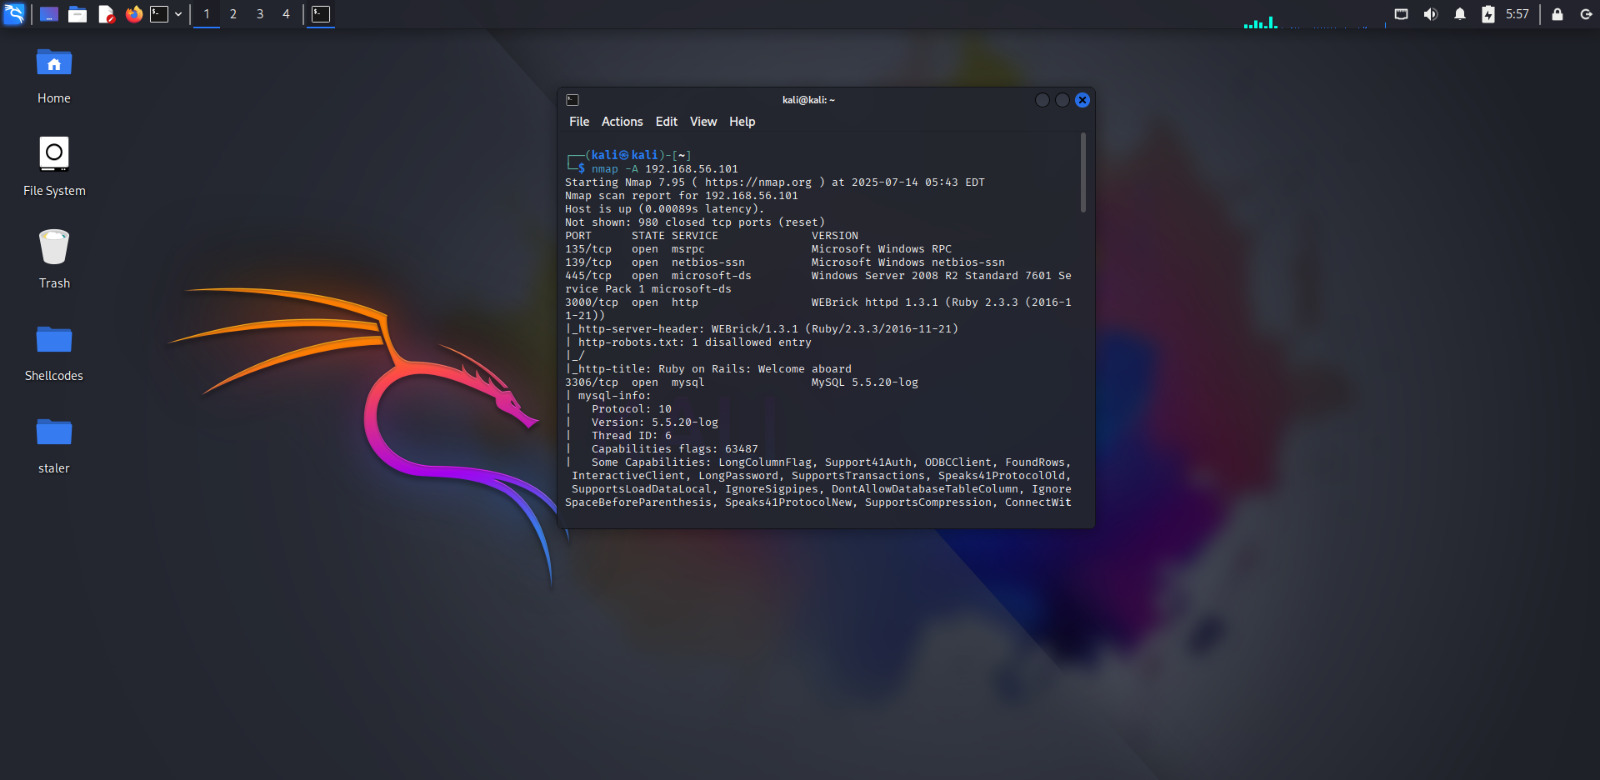 1 2 3 4
5:57
Home
File System
Trash
Shellcodes
staler
kali@kali: ~
File Actions Edit View Help
┌──(kali㉿kali)-[~]
└─$ nmap -A 192.168.56.101
Starting Nmap 7.95 ( https://nmap.org ) at 2025-07-14 05:43 EDT
Nmap scan report for 192.168.56.101
Host is up (0.00089s latency).
Not shown: 980 closed tcp ports (reset)
PORT      STATE SERVICE              VERSION
135/tcp   open  msrpc                Microsoft Windows RPC
139/tcp   open  netbios-ssn          Microsoft Windows netbios-ssn
445/tcp   open  microsoft-ds         Windows Server 2008 R2 Standard 7601 Se
rvice Pack 1 microsoft-ds
3000/tcp  open  http                 WEBrick httpd 1.3.1 (Ruby 2.3.3 (2016-1
1-21))
|_http-server-header: WEBrick/1.3.1 (Ruby/2.3.3/2016-11-21)
| http-robots.txt: 1 disallowed entry
|_/
|_http-title: Ruby on Rails: Welcome aboard
3306/tcp  open  mysql                MySQL 5.5.20-log
| mysql-info:
|   Protocol: 10
|   Version: 5.5.20-log
|   Thread ID: 6
|   Capabilities flags: 63487
|   Some Capabilities: LongColumnFlag, Support41Auth, ODBCClient, FoundRows,
 InteractiveClient, LongPassword, SupportsTransactions, Speaks41ProtocolOld,
 SupportsLoadDataLocal, IgnoreSigpipes, DontAllowDatabaseTableColumn, Ignore
SpaceBeforeParenthesis, Speaks41ProtocolNew, SupportsCompression, ConnectWit